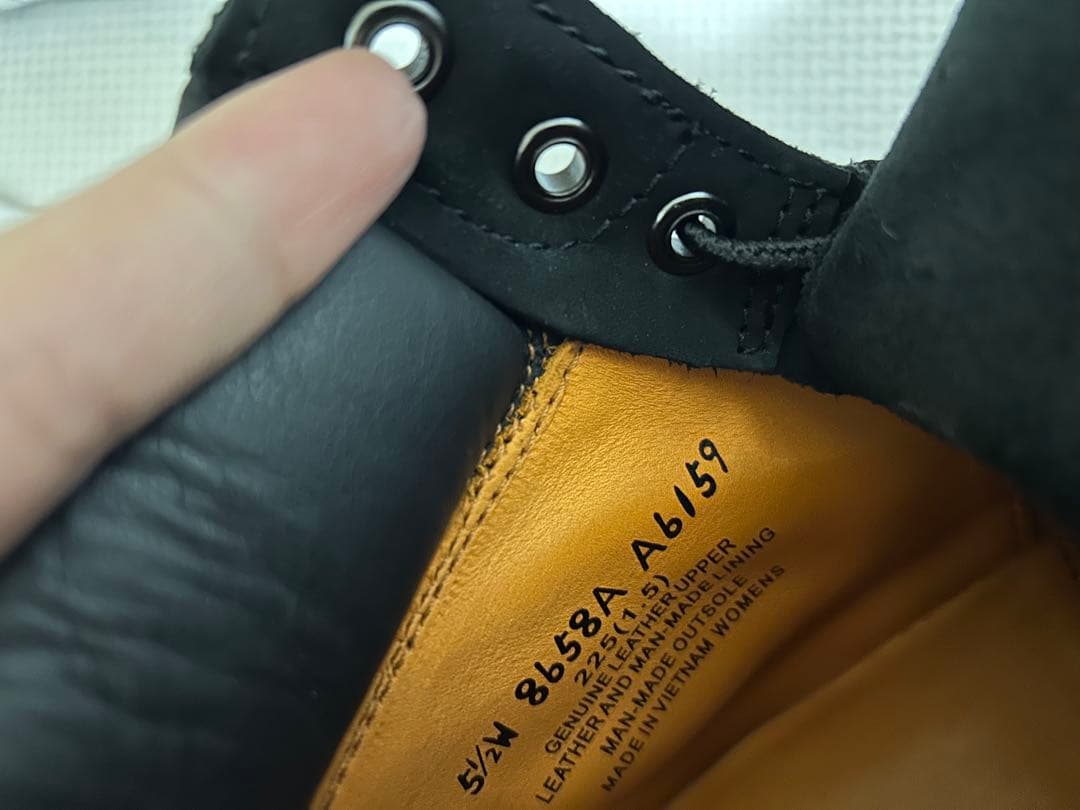 5½W 8658A A6159
225(1.5)
GENUINE LEATHER UPPER
LEATHER AND MAN-MADE LINING
MAN-MADE OUTSOLE
MADE IN VIETNAM WOMENS